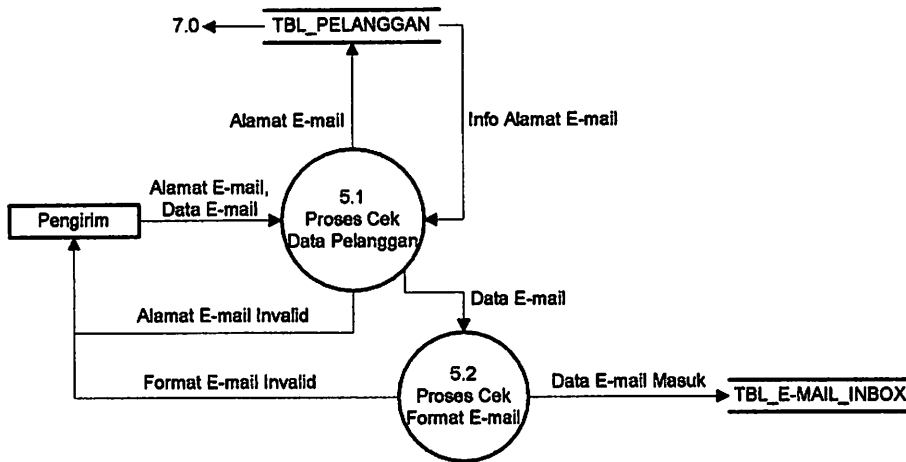 7.0
TBL_PELANGGAN
Alamat E-mail
Info Alamat E-mail
Alamat E-mail,
Data E-mail
5.1
Proses Cek
Data Pelanggan
Pengirim
Data E-mail
Alamat E-mail Invalid
Format E-mail Invalid
5.2
Proses Cek
Format E-mail
Data E-mail Masuk
TBL_E-MAIL_INBOX